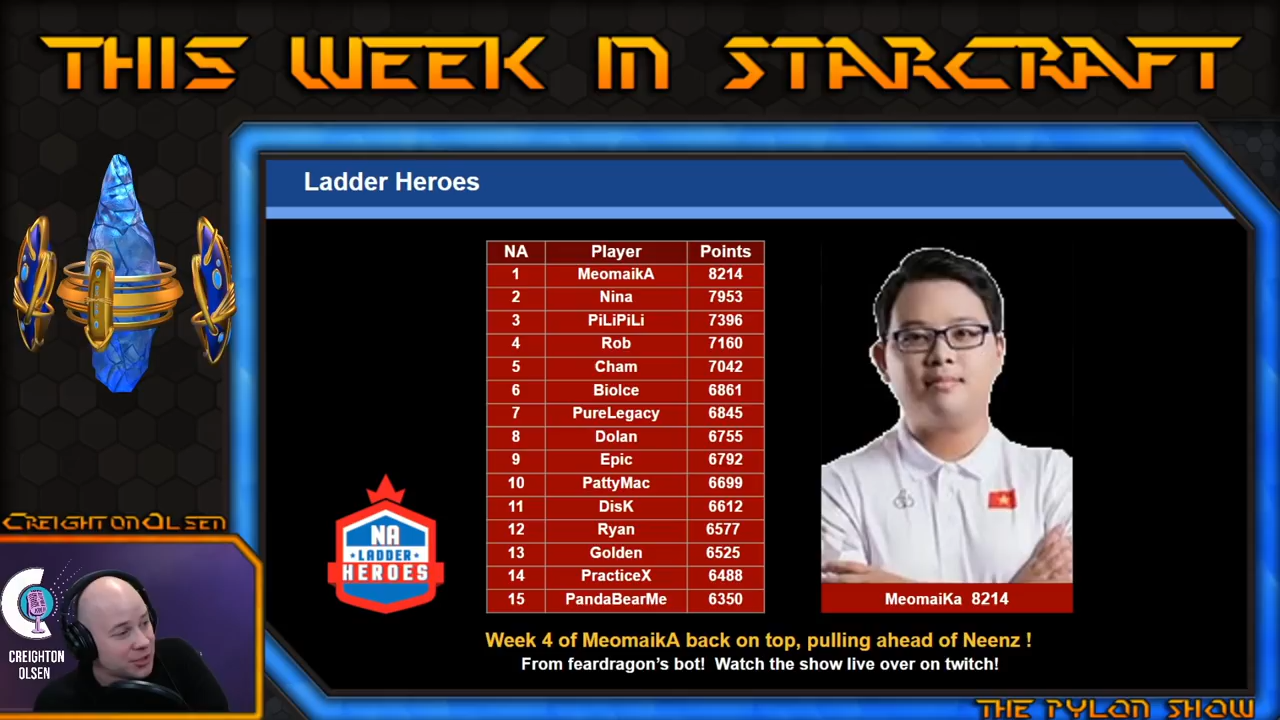 THIS WEEK IN STARCRAFT
Ladder Heroes
NA Player Points
1 MeomaikA 8214
2 Nina 7953
3 PiLiPiLi 7396
4 Rob 7160
5 Cham 7042
6 BioIce 6861
7 PureLegacy 6845
8 Dolan 6755
9 Epic 6792
10 PattyMac 6699
11 DisK 6612
12 Ryan 6577
13 Golden 6525
14 PracticeX 6488
15 PandaBearMe 6350
NA
LADDER
HEROES
MeomaiKa 8214
Week 4 of MeomaikA back on top, pulling ahead of Neenz !
From feardragon's bot! Watch the show live over on twitch!
CreightonOlsen
CREIGHTON
OLSEN
THE PYLON SHOW